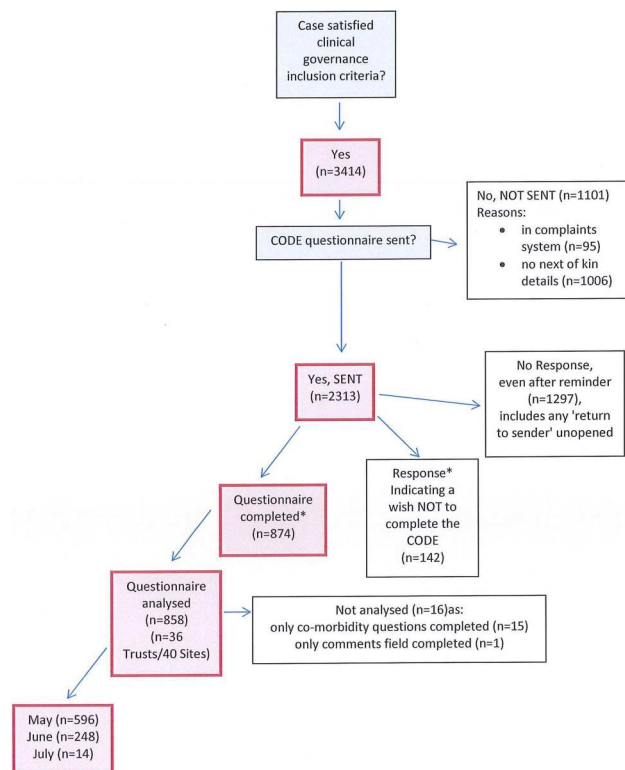 Case satisfied
clinical
governance
inclusion criteria?
Yes
(n=3414)
No, NOT SENT (n=1101)
Reasons:
• in complaints
system (n=95)
• no next of kin
details (n=1006)
CODE questionnaire sent?
Yes, SENT
(n=2313)
No Response,
even after reminder
(n=1297),
includes any 'return
to sender' unopened
Response*
Indicating a
wish NOT to
complete the
CODE
(n=142)
Questionnaire
completed*
(n=874)
Questionnaire
analysed
(n=858)
(n=36
Trusts/40 Sites)
Not analysed (n=16)as:
only co-morbidity questions completed (n=15)
only comments field completed (n=1)
May (n=596)
June (n=248)
July (n=14)